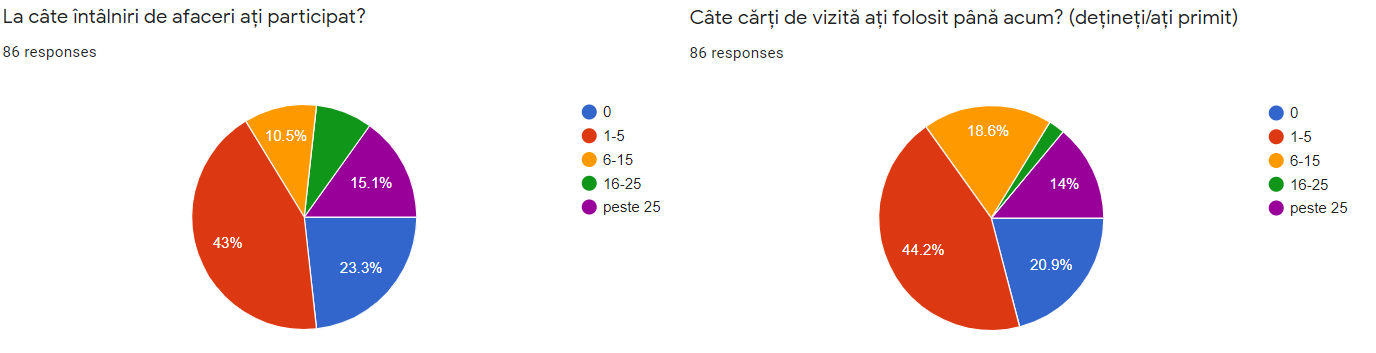 La câte întâlniri de afaceri ați participat?
86 responses
10.5%
15.1%
43%
23.3%
0
1-5
6-15
16-25
peste 25
Câte cărți de vizită ați folosit până acum? (dețineți/ați primit)
86 responses
18.6%
14%
44.2%
20.9%
0
1-5
6-15
16-25
peste 25